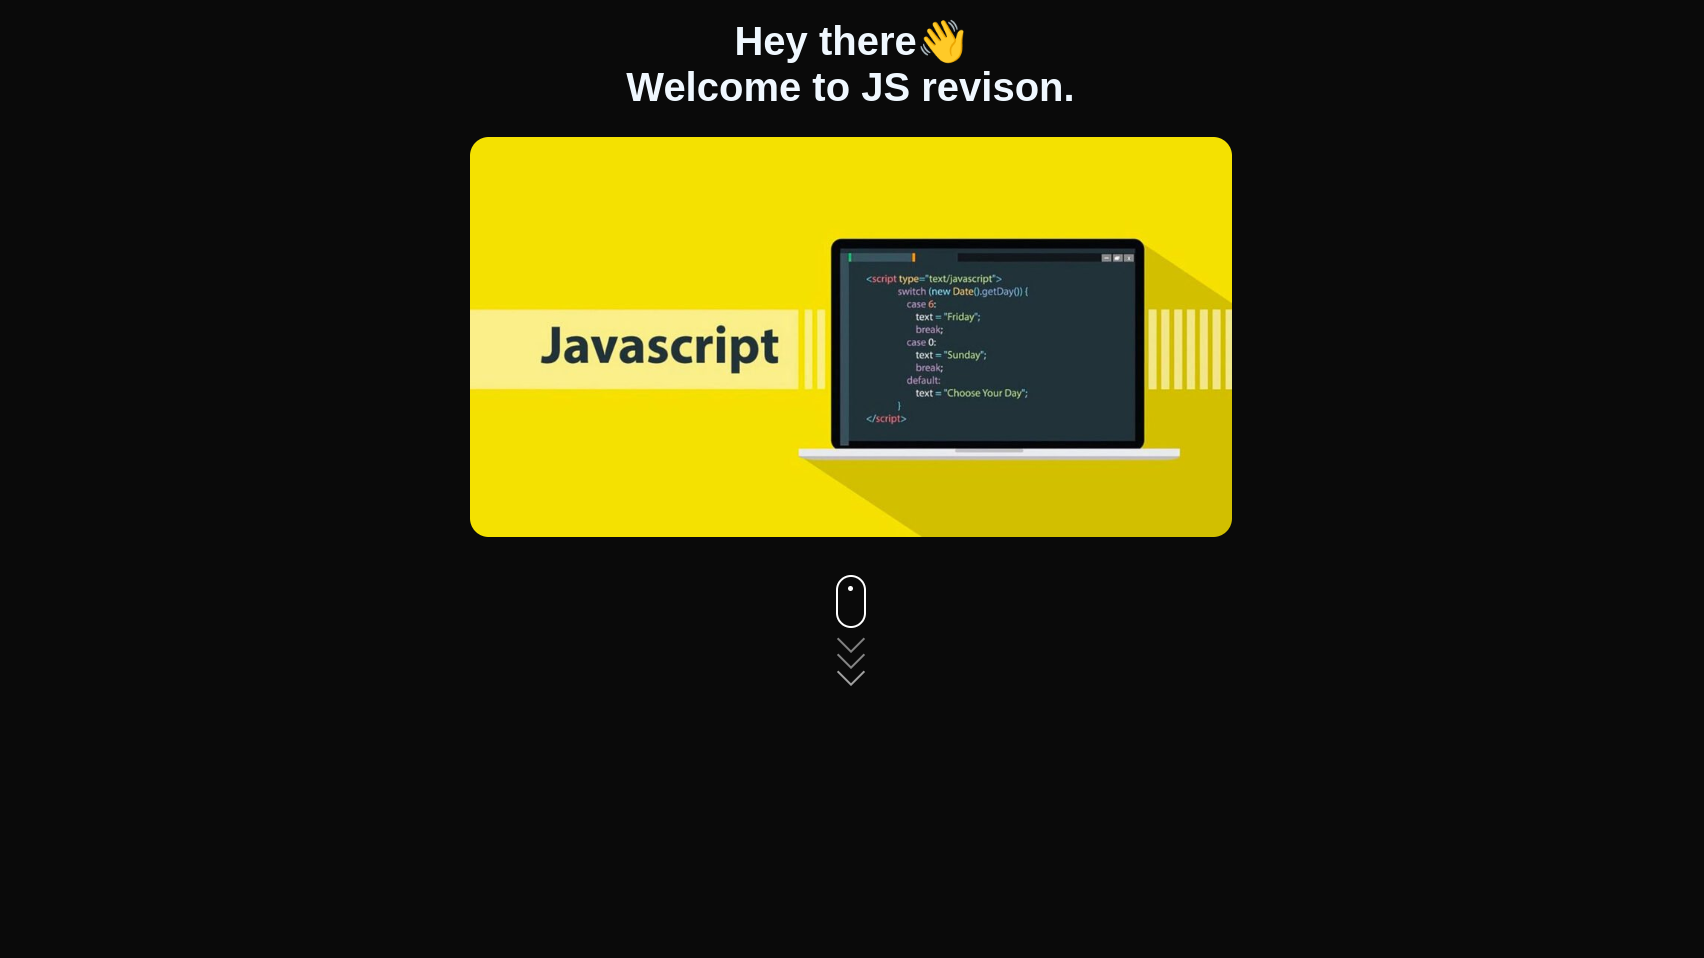 Hey there👋
Welcome to JS revison.
Javascript
<script type="text/javascript">
switch (new Date().getDay()) {
case 6:
text = "Friday";
break;
case 0:
text = "Sunday";
break;
default:
text = "Choose Your Day";
}
</script>